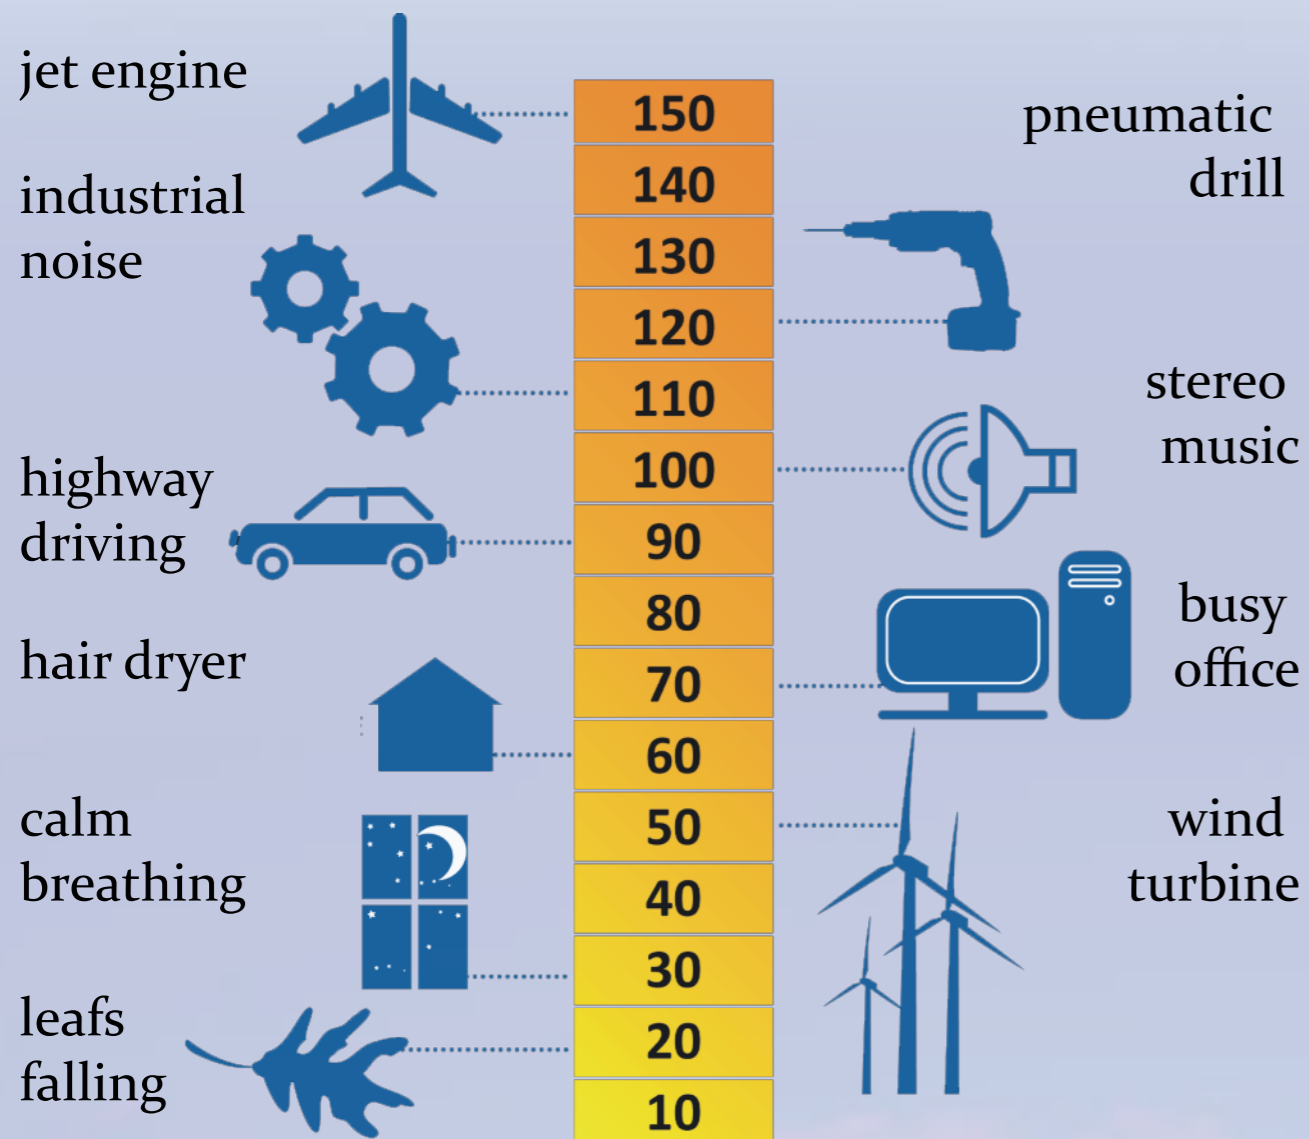 jet engine
industrial
noise
highway
driving
hair dryer
calm
breathing
leafs
falling
150
140
130
120
110
100
90
80
70
60
50
40
30
20
10
pneumatic
drill
stereo
music
busy
office
wind
turbine